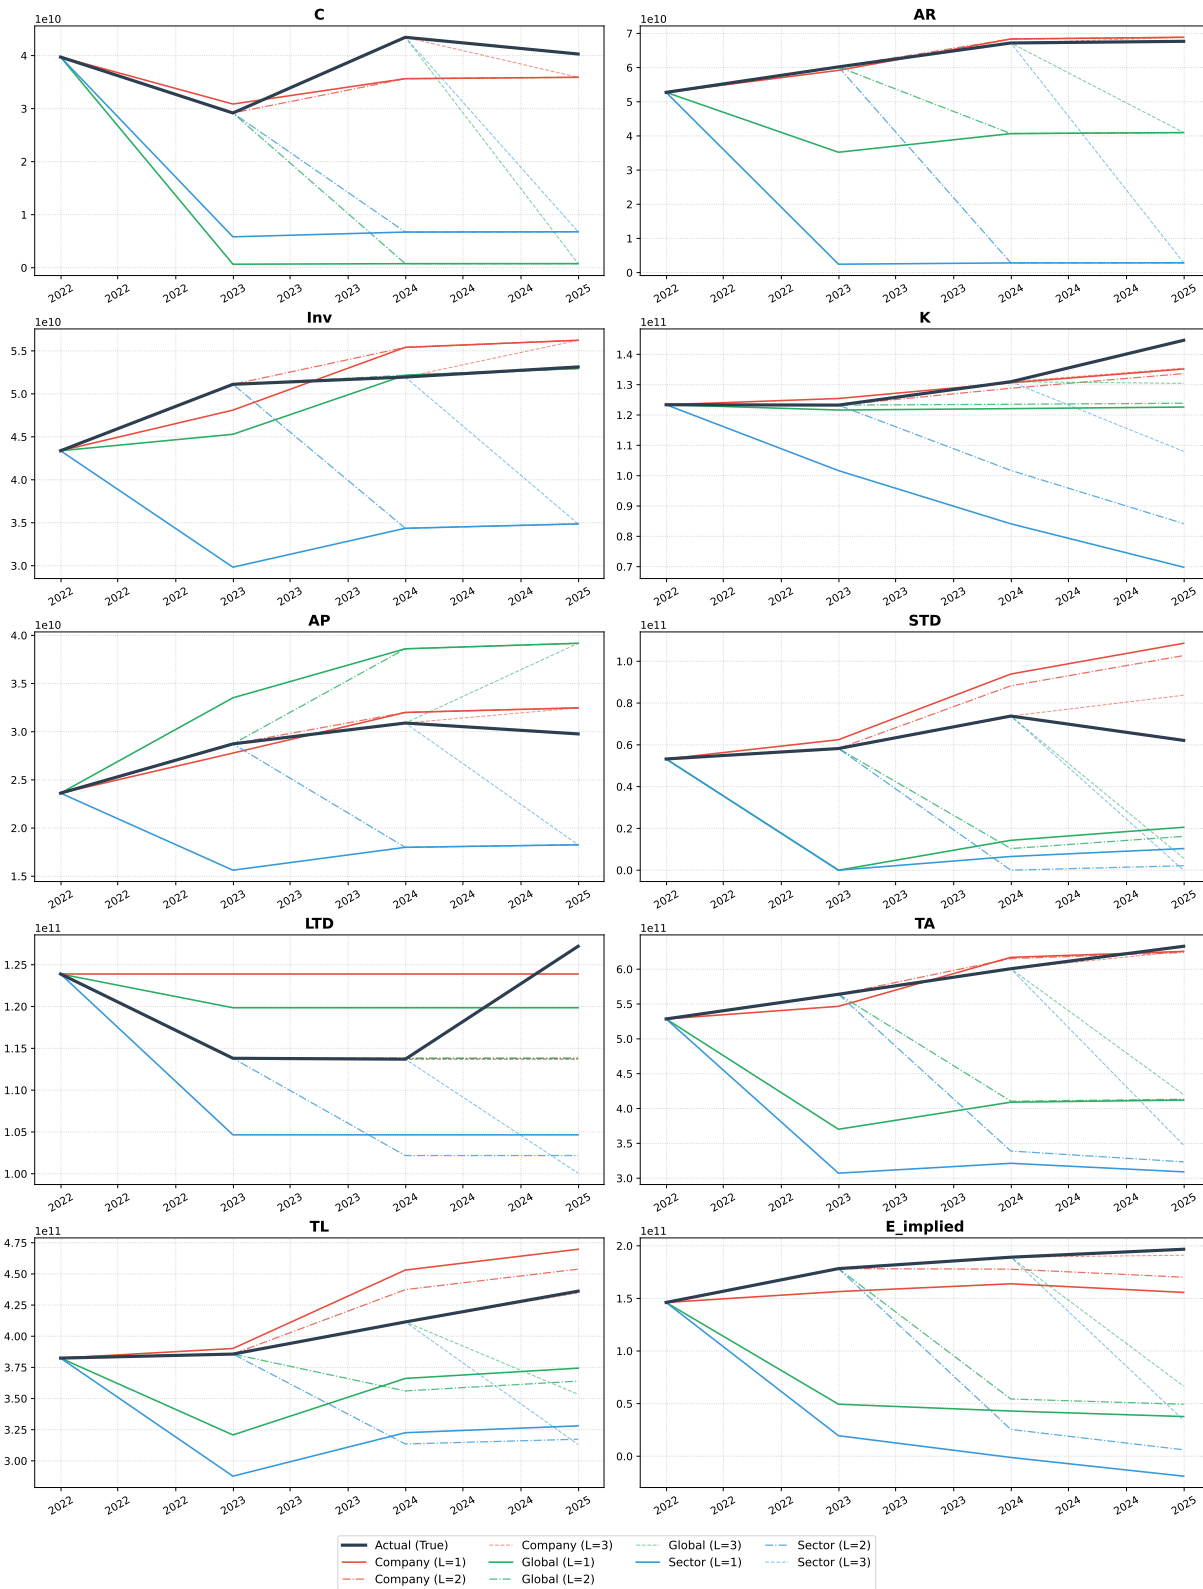 C
1e10
4
3
2
1
0
2022 2022 2022 2023 2023 2023 2024 2024 2024 2025
AR
1e10
7
6
5
4
3
2
1
0
2022 2022 2022 2023 2023 2023 2024 2024 2024 2025
Inv
1e10
5.5
5.0
4.5
4.0
3.5
3.0
2022 2022 2022 2023 2023 2023 2024 2024 2024 2025
K
1e11
1.4
1.3
1.2
1.1
1.0
0.9
0.8
0.7
2022 2022 2022 2023 2023 2023 2024 2024 2024 2025
AP
1e10
4.0
3.5
3.0
2.5
2.0
1.5
2022 2022 2022 2023 2023 2023 2024 2024 2024 2025
STD
1e11
1.0
0.8
0.6
0.4
0.2
0.0
2022 2022 2022 2023 2023 2023 2024 2024 2024 2025
LTD
1e11
1.25
1.20
1.15
1.10
1.05
1.00
2022 2022 2022 2023 2023 2023 2024 2024 2024 2025
TA
1e11
6.0
5.5
5.0
4.5
4.0
3.5
3.0
2022 2022 2022 2023 2023 2023 2024 2024 2024 2025
TL
1e11
4.75
4.50
4.25
4.00
3.75
3.50
3.25
3.00
2022 2022 2022 2023 2023 2023 2024 2024 2024 2025
E_implied
1e11
2.0
1.5
1.0
0.5
0.0
2022 2022 2022 2023 2023 2023 2024 2024 2024 2025
Actual (True) Company (L=3) Global (L=3) Sector (L=2)
Company (L=1) Global (L=1) Sector (L=1) Sector (L=3)
Company (L=2) Global (L=2)